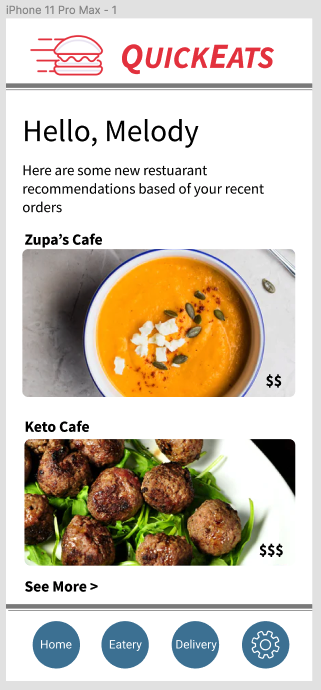 iPhone 11 Pro Max - 1
QUICKEATS
Hello, Melody
Here are some new restuarant
recommendations based of your recent
orders
Zupa's Cafe
$$
Keto Cafe
$$$
See More >
Home Eatery Delivery